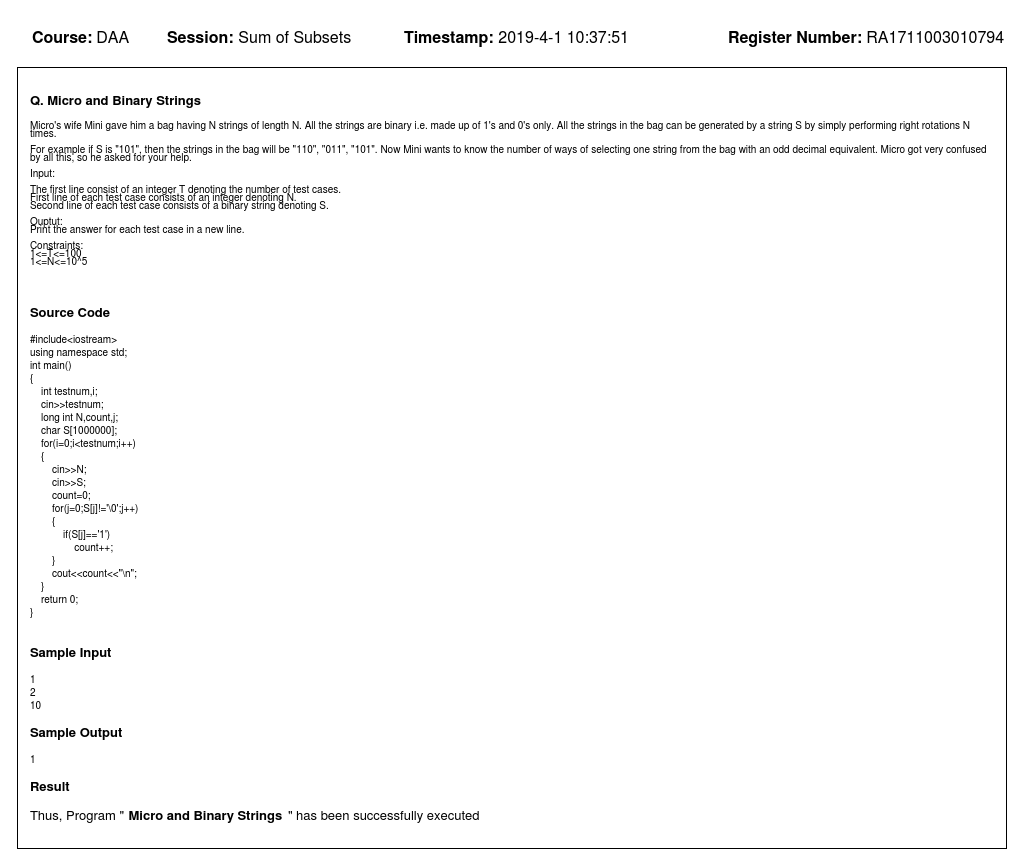 Course: DAA Session: Sum of Subsets Timestamp: 2019-4-1 10:37:51 Register Number: RA1711003010794
Q. Micro and Binary Strings
Micro's wife Mini gave him a bag having N strings of length N. All the strings are binary i.e. made up of 1's and 0's only. All the strings in the bag can be generated by a string S by simply performing right rotations N
times.
For example if S is "101", then the strings in the bag will be "110", "011", "101". Now Mini wants to know the number of ways of selecting one string from the bag with an odd decimal equivalent. Micro got very confused
by all this, so he asked for your help.
Input:
The first line consist of an integer T denoting the number of test cases.
First line of each test case consists of an integer denoting N.
Second line of each test case consists of a binary string denoting S.
Ouptut:
Print the answer for each test case in a new line.
Constraints:
1<=T<=100
1<=N<=10^5
Source Code
#include<iostream>
using namespace std;
int main()
{
int testnum,i;
cin>>testnum;
long int N,count,j;
char S[1000000];
for(i=0;i<testnum;i++)
{
cin>>N;
cin>>S;
count=0;
for(j=0;S[j]!='\0';j++)
{
if(S[j]=='1')
count++;
}
cout<<count<<"\n";
}
return 0;
}
Sample Input
1
2
10
Sample Output
1
Result
Thus, Program " Micro and Binary Strings " has been successfully executed